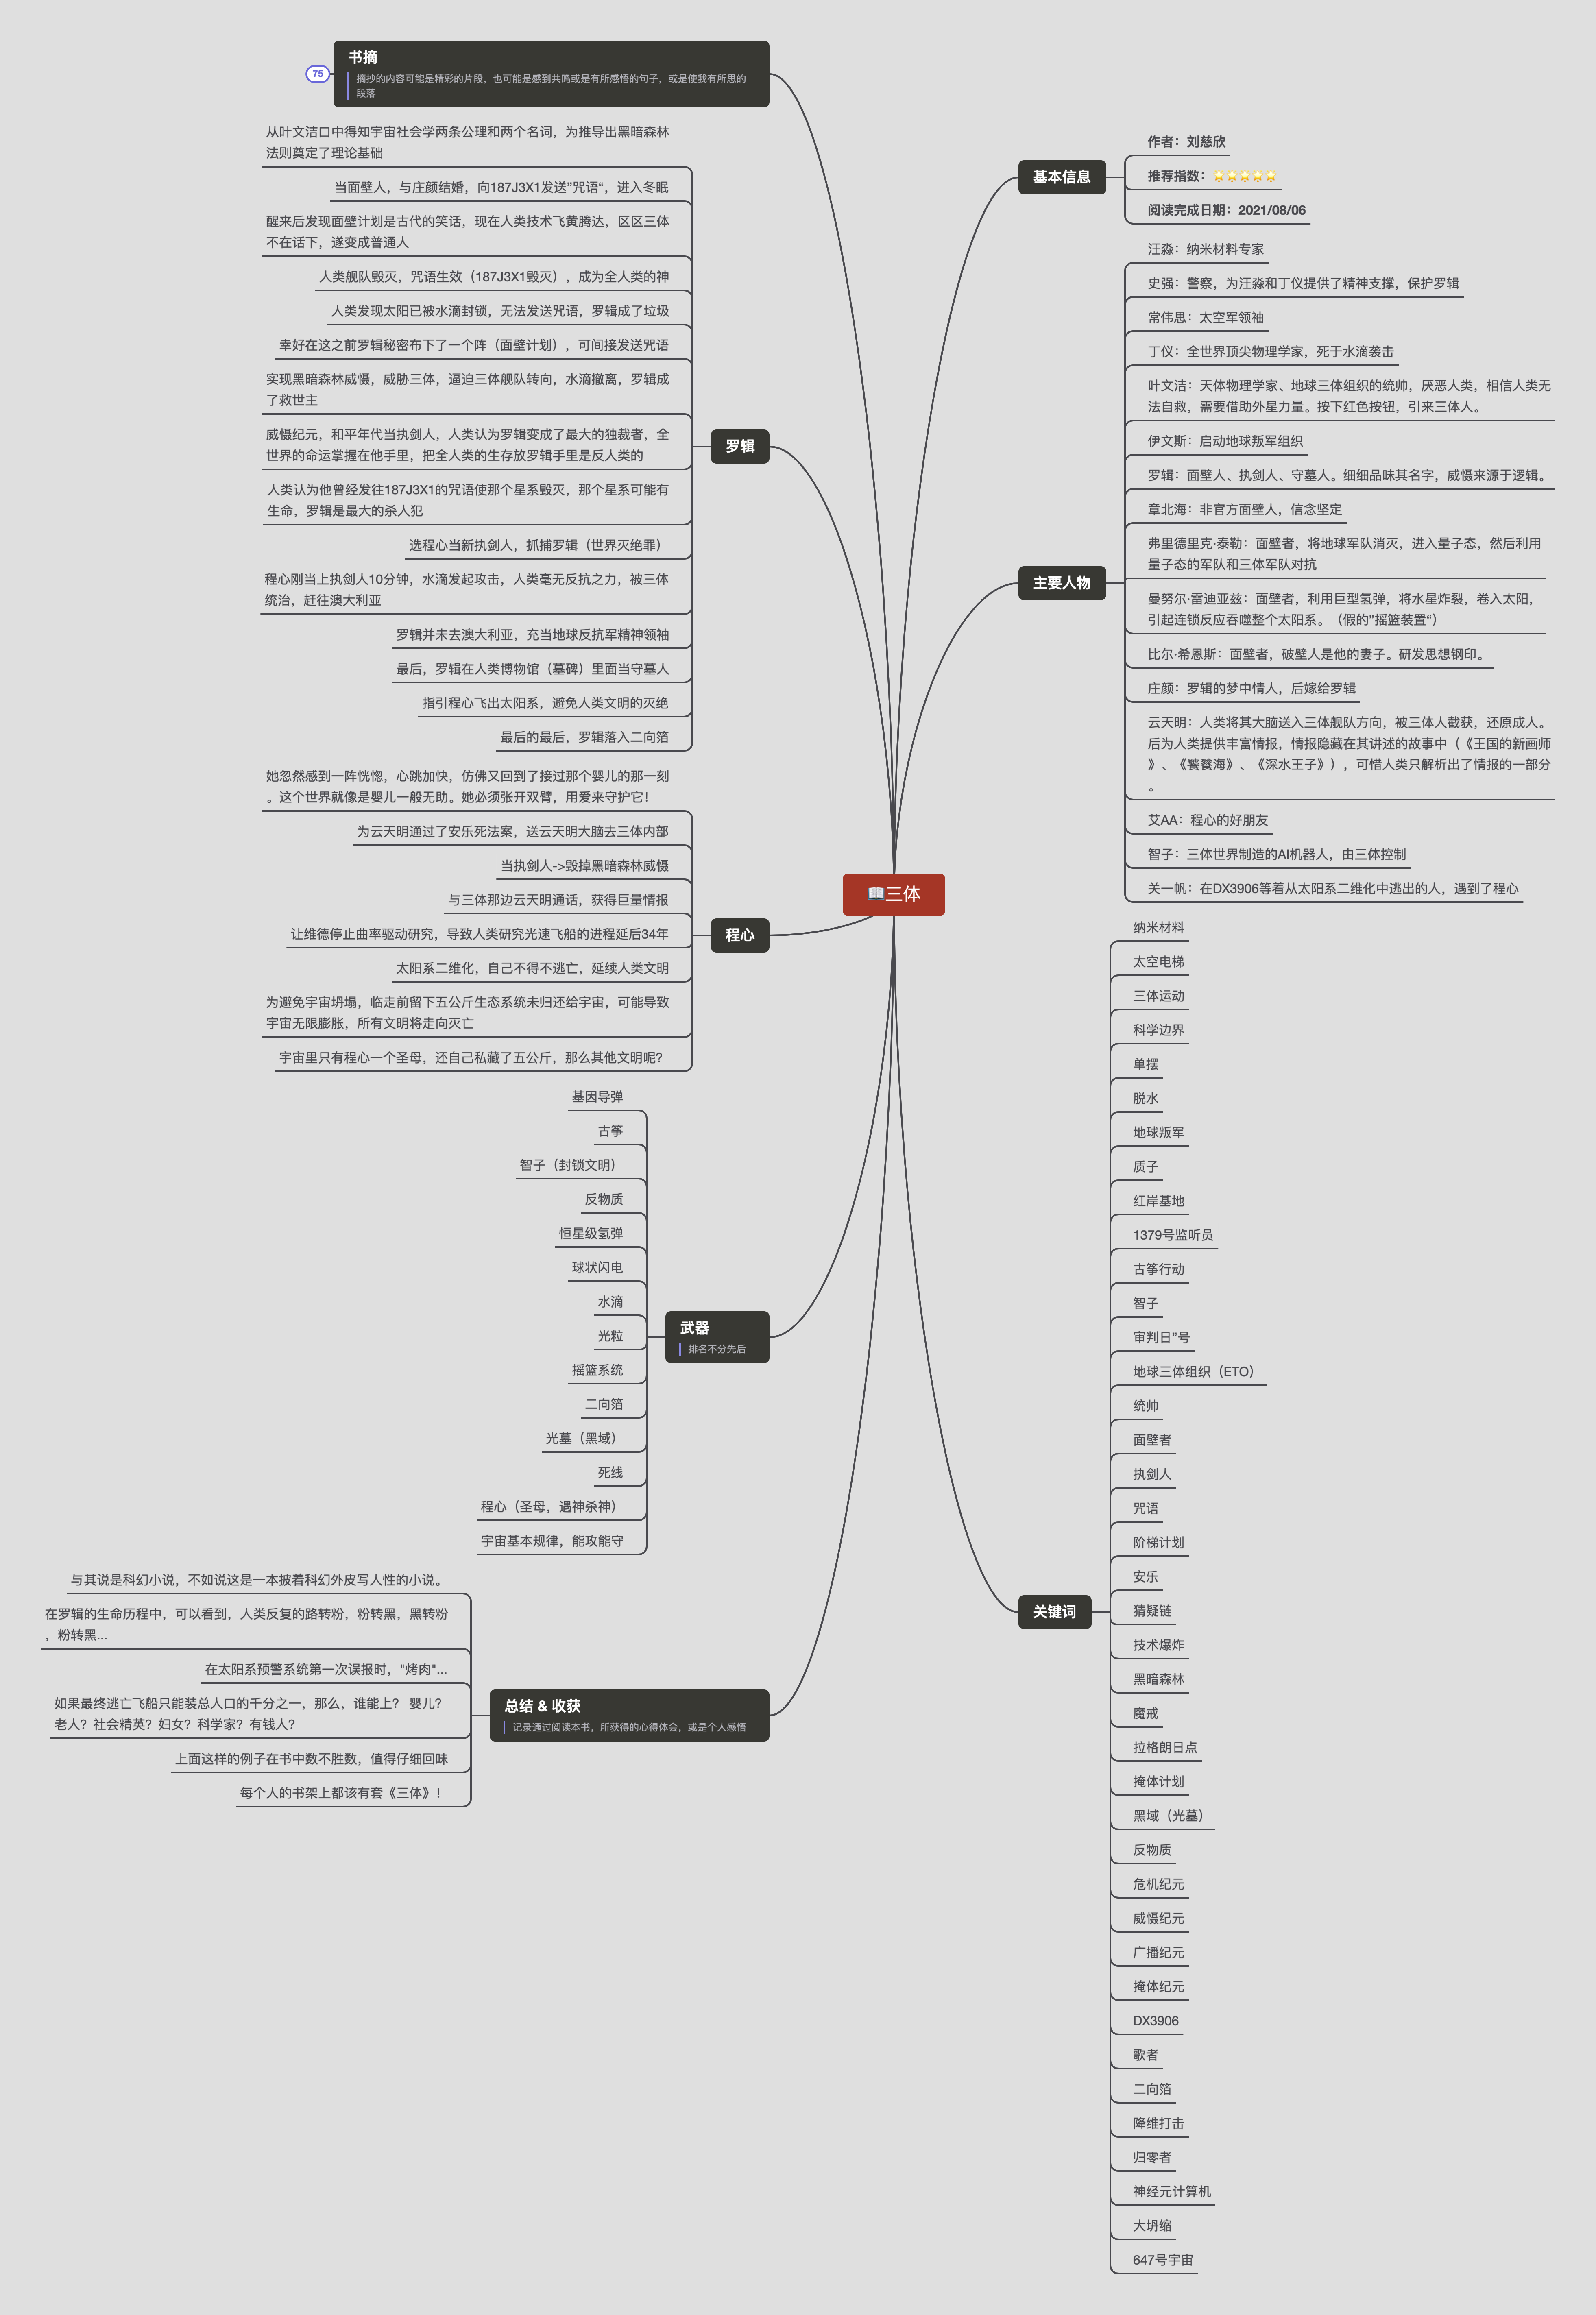 📖三体
书摘
摘抄的内容可能是精彩的片段，也可能是感到共鸣或是有所感悟的句子，或是使我有所思的
段落
75
从叶文洁口中得知宇宙社会学两条公理和两个名词，为推导出黑暗森林
法则奠定了理论基础
当面壁人，与庄颜结婚，向187J3X1发送”咒语“，进入冬眠
醒来后发现面壁计划是古代的笑话，现在人类技术飞黄腾达，区区三体
不在话下，遂变成普通人
人类舰队毁灭，咒语生效（187J3X1毁灭），成为全人类的神
人类发现太阳已被水滴封锁，无法发送咒语，罗辑成了垃圾
幸好在这之前罗辑秘密布下了一个阵（面壁计划），可间接发送咒语
实现黑暗森林威慑，威胁三体，逼迫三体舰队转向，水滴撤离，罗辑成
了救世主
罗辑
威慑纪元，和平年代当执剑人，人类认为罗辑变成了最大的独裁者，全
世界的命运掌握在他手里，把全人类的生存放罗辑手里是反人类的
人类认为他曾经发往187J3X1的咒语使那个星系毁灭，那个星系可能有
生命，罗辑是最大的杀人犯
选程心当新执剑人，抓捕罗辑（世界灭绝罪）
程心刚当上执剑人10分钟，水滴发起攻击，人类毫无反抗之力，被三体
统治，赶往澳大利亚
罗辑并未去澳大利亚，充当地球反抗军精神领袖
最后，罗辑在人类博物馆（墓碑）里面当守墓人
指引程心飞出太阳系，避免人类文明的灭绝
最后的最后，罗辑落入二向箔
她忽然感到一阵恍惚，心跳加快，仿佛又回到了接过那个婴儿的那一刻
。这个世界就像是婴儿一般无助。她必须张开双臂，用爱来守护它！
为云天明通过了安乐死法案，送云天明大脑去三体内部
当执剑人->毁掉黑暗森林威慑
与三体那边云天明通话，获得巨量情报
程心
让维德停止曲率驱动研究，导致人类研究光速飞船的进程延后34年
太阳系二维化，自己不得不逃亡，延续人类文明
为避免宇宙坍塌，临走前留下五公斤生态系统未归还给宇宙，可能导致
宇宙无限膨胀，所有文明将走向灭亡
宇宙里只有程心一个圣母，还自己私藏了五公斤，那么其他文明呢？
基因导弹
古筝
智子（封锁文明）
反物质
恒星级氢弹
球状闪电
水滴
武器
排名不分先后
光粒
摇篮系统
二向箔
光墓（黑域）
死线
程心（圣母，遇神杀神）
宇宙基本规律，能攻能守
与其说是科幻小说，不如说这是一本披着科幻外皮写人性的小说。
在罗辑的生命历程中，可以看到，人类反复的路转粉，粉转黑，黑转粉
，粉转黑...
在太阳系预警系统第一次误报时，"烤肉"...
总结 & 收获
记录通过阅读本书，所获得的心得体会，或是个人感悟
如果最终逃亡飞船只能装总人口的千分之一，那么，谁能上？ 婴儿？
老人？社会精英？妇女？科学家？有钱人？
上面这样的例子在书中数不胜数，值得仔细回味
每个人的书架上都该有套《三体》！
基本信息
作者：刘慈欣
推荐指数：⭐⭐⭐⭐⭐
阅读完成日期：2021/08/06
主要人物
汪淼：纳米材料专家
史强：警察，为汪淼和丁仪提供了精神支撑，保护罗辑
常伟思：太空军领袖
丁仪：全世界顶尖物理学家，死于水滴袭击
叶文洁：天体物理学家、地球三体组织的统帅，厌恶人类，相信人类无
法自救，需要借助外星力量。按下红色按钮，引来三体人。
伊文斯：启动地球叛军组织
罗辑：面壁人、执剑人、守墓人。细细品味其名字，威慑来源于逻辑。
章北海：非官方面壁人，信念坚定
弗里德里克·泰勒：面壁者，将地球军队消灭，进入量子态，然后利用
量子态的军队和三体军队对抗
曼努尔·雷迪亚兹：面壁者，利用巨型氢弹，将水星炸裂，卷入太阳，
引起连锁反应吞噬整个太阳系。（假的”摇篮装置“）
比尔·希恩斯：面壁者，破壁人是他的妻子。研发思想钢印。
庄颜：罗辑的梦中情人，后嫁给罗辑
云天明：人类将其大脑送入三体舰队方向，被三体人截获，还原成人。
后为人类提供丰富情报，情报隐藏在其讲述的故事中（《王国的新画师
》、《饕餮海》、《深水王子》），可惜人类只解析出了情报的一部分
。
艾AA：程心的好朋友
智子：三体世界制造的AI机器人，由三体控制
关一帆：在DX3906等着从太阳系二维化中逃出的人，遇到了程心
关键词
纳米材料
太空电梯
三体运动
科学边界
单摆
脱水
地球叛军
质子
红岸基地
1379号监听员
古筝行动
智子
审判日”号
地球三体组织（ETO）
统帅
面壁者
执剑人
咒语
阶梯计划
安乐
猜疑链
技术爆炸
黑暗森林
魔戒
拉格朗日点
掩体计划
黑域（光墓）
反物质
危机纪元
威慑纪元
广播纪元
掩体纪元
DX3906
歌者
二向箔
降维打击
归零者
神经元计算机
大坍缩
647号宇宙